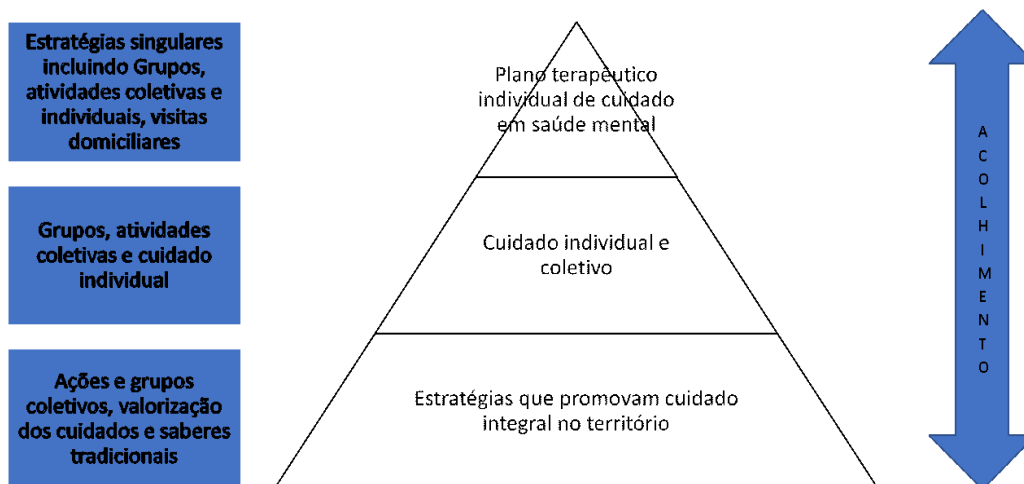 Estratégias singulares
incluindo Grupos,
atividades coletivas e
individuais, visitas
domiciliares
Plano terapêutico
individual de cuidado
em saúde mental
Grupos, atividades
coletivas e cuidado
individual
Cuidado individual e
coletivo
Ações e grupos
coletivos, valorização
dos cuidados e saberes
tradicionais
Estratégias que promovam cuidado
integral no território
ACOLHIMENTO